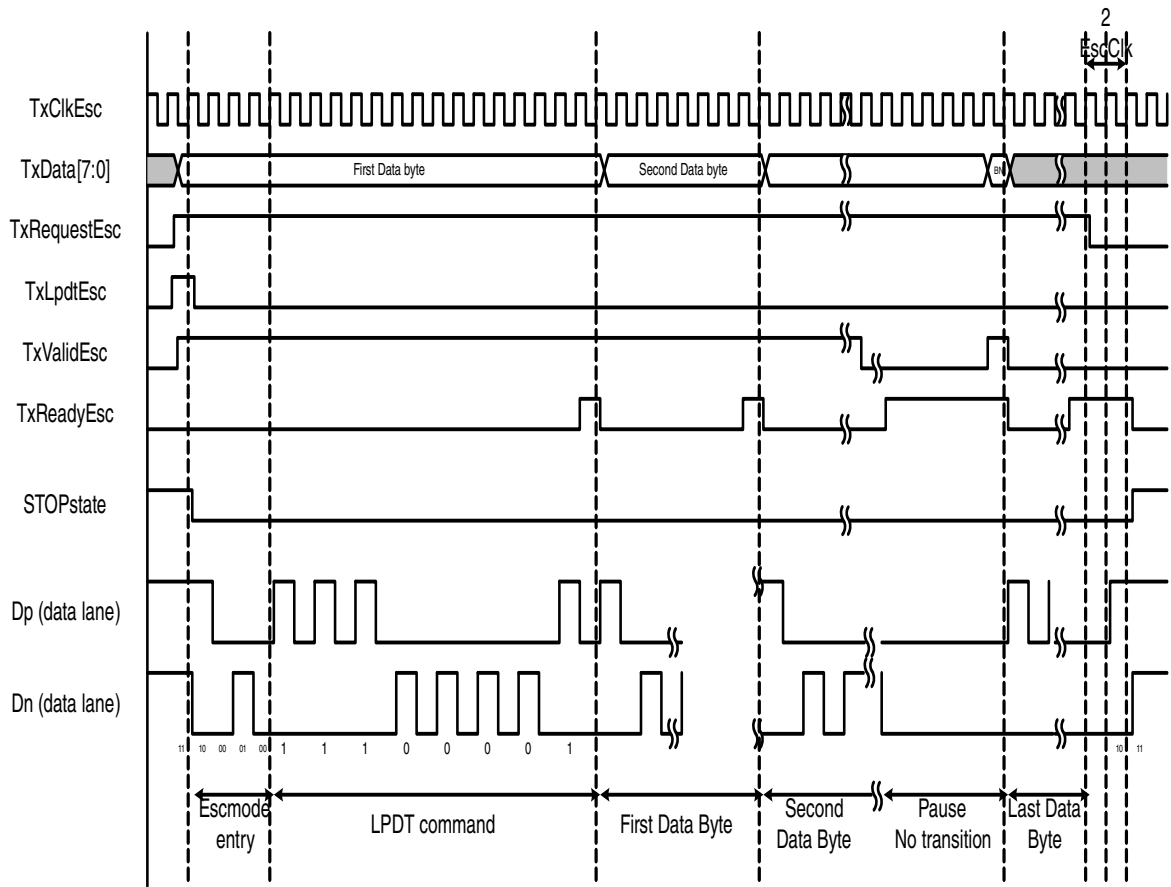 2
EscClk
TxClkEsc
TxData[7:0]
First Data byte
Second Data byte
BN
TxRequestEsc
TxLpdtEsc
TxValidEsc
TxReadyEsc
STOPstate
Dp (data lane)
Dn (data lane)
11 10 00 01 00 1 1 1 0 0 0 0 1 10 11
Escmode
entry
LPDT command
First Data Byte
Second
Data Byte
Pause
No transition
Last Data
Byte